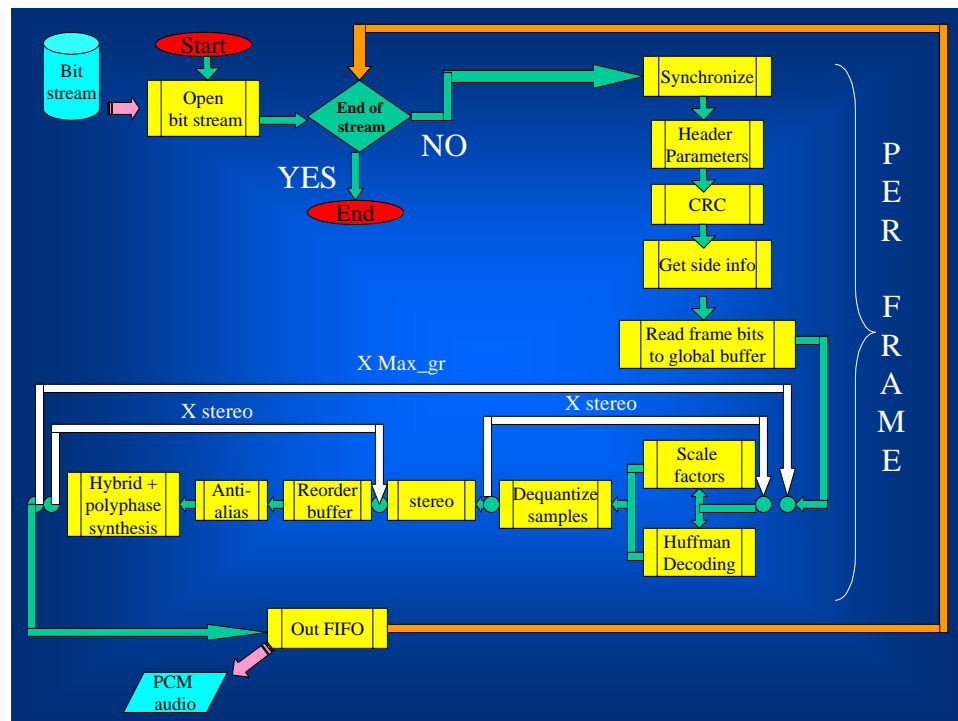 Bit
stream
Start
Open
bit stream
End of
stream
NO
YES
End
Synchronize
Header
Parameters
CRC
Get side info
Read frame bits
to global buffer
P
E
R
F
R
A
M
E
X Max_gr
X stereo
X stereo
Hybrid +
polyphase
synthesis
Anti-
alias
Reorder
buffer
stereo
Dequantize
samples
Scale
factors
Huffman
Decoding
Out FIFO
PCM
audio